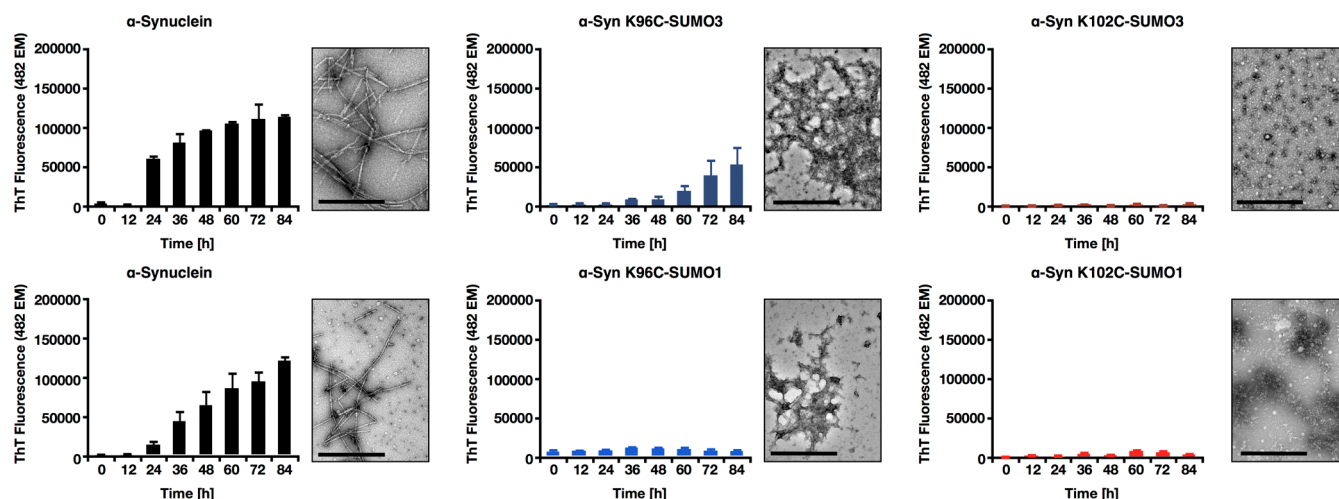 α-Synuclein
ThT Fluorescence (482 EM)
200000
150000
100000
50000
0
0 12 24 36 48 60 72 84
Time [h]
α-Syn K96C-SUMO3
ThT Fluorescence (482 EM)
200000
150000
100000
50000
0
0 12 24 36 48 60 72 84
Time [h]
α-Syn K102C-SUMO3
ThT Fluorescence (482 EM)
200000
150000
100000
50000
0
0 12 24 36 48 60 72 84
Time [h]
α-Synuclein
ThT Fluorescence (482 EM)
200000
150000
100000
50000
0
0 12 24 36 48 60 72 84
Time [h]
α-Syn K96C-SUMO1
ThT Fluorescence (482 EM)
200000
150000
100000
50000
0
0 12 24 36 48 60 72 84
Time [h]
α-Syn K102C-SUMO1
ThT Fluorescence (482 EM)
200000
150000
100000
50000
0
0 12 24 36 48 60 72 84
Time [h]